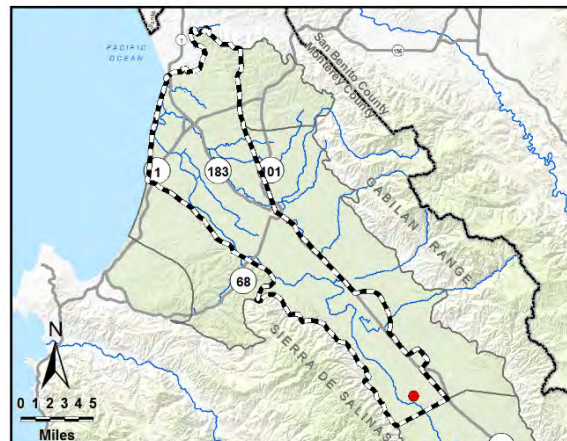 1
PACIFIC
OCEAN
156
San Benito County
Monterey County
183
101
1
GABILAN RANGE
68
SIERRA DE SALINAS
N
0 1 2 3 4 5
Miles